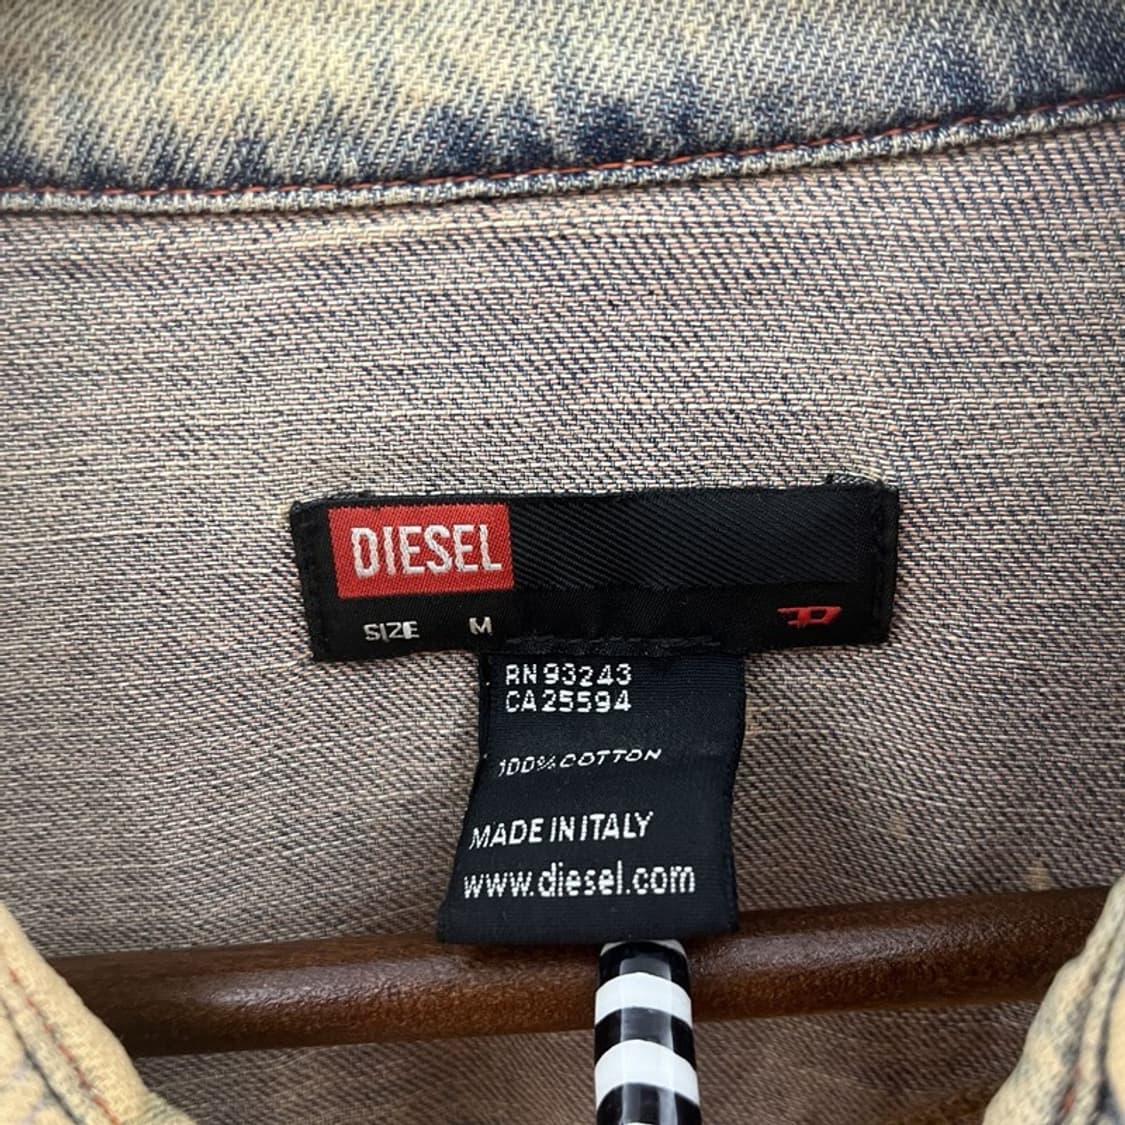 DIESEL
SIZE M
RN 93243
CA 25594
100% COTTON
MADE IN ITALY
www.diesel.com